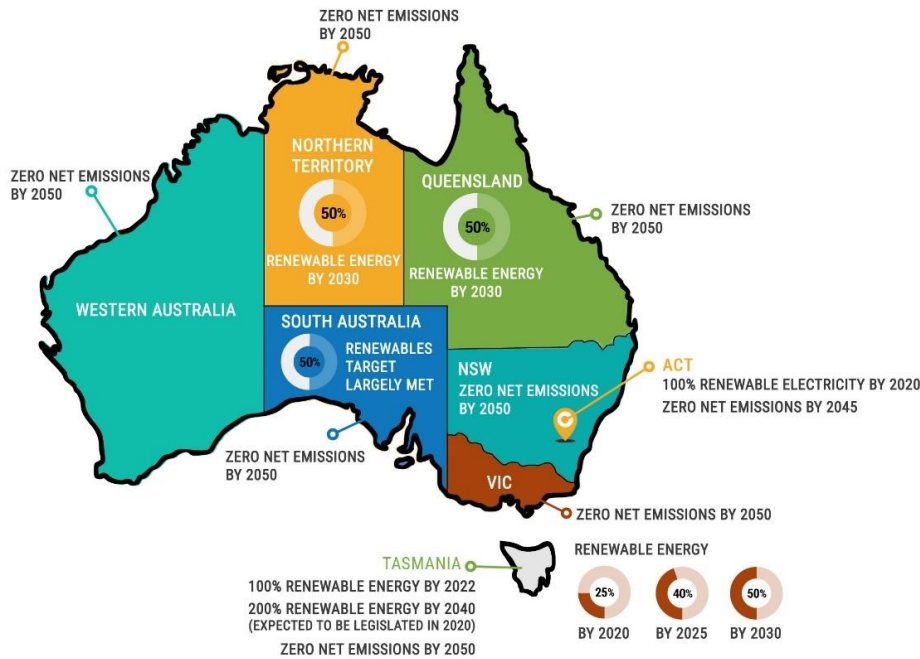 ZERO NET EMISSIONS
BY 2050
NORTHERN
TERRITORY
50%
RENEWABLE ENERGY
BY 2030
QUEENSLAND
50%
RENEWABLE ENERGY
BY 2030
ZERO NET EMISSIONS
BY 2050
ZERO NET EMISSIONS
BY 2050
WESTERN AUSTRALIA
SOUTH AUSTRALIA
50%
RENEWABLES
TARGET
LARGELY MET
NSW
ZERO NET EMISSIONS
BY 2050
ACT
100% RENEWABLE ELECTRICITY BY 2020
ZERO NET EMISSIONS BY 2045
ZERO NET EMISSIONS
BY 2050
VIC
ZERO NET EMISSIONS BY 2050
TASMANIA
100% RENEWABLE ENERGY BY 2022
200% RENEWABLE ENERGY BY 2040
(EXPECTED TO BE LEGISLATED IN 2020)
ZERO NET EMISSIONS BY 2050
RENEWABLE ENERGY
25%
40%
50%
BY 2020
BY 2025
BY 2030